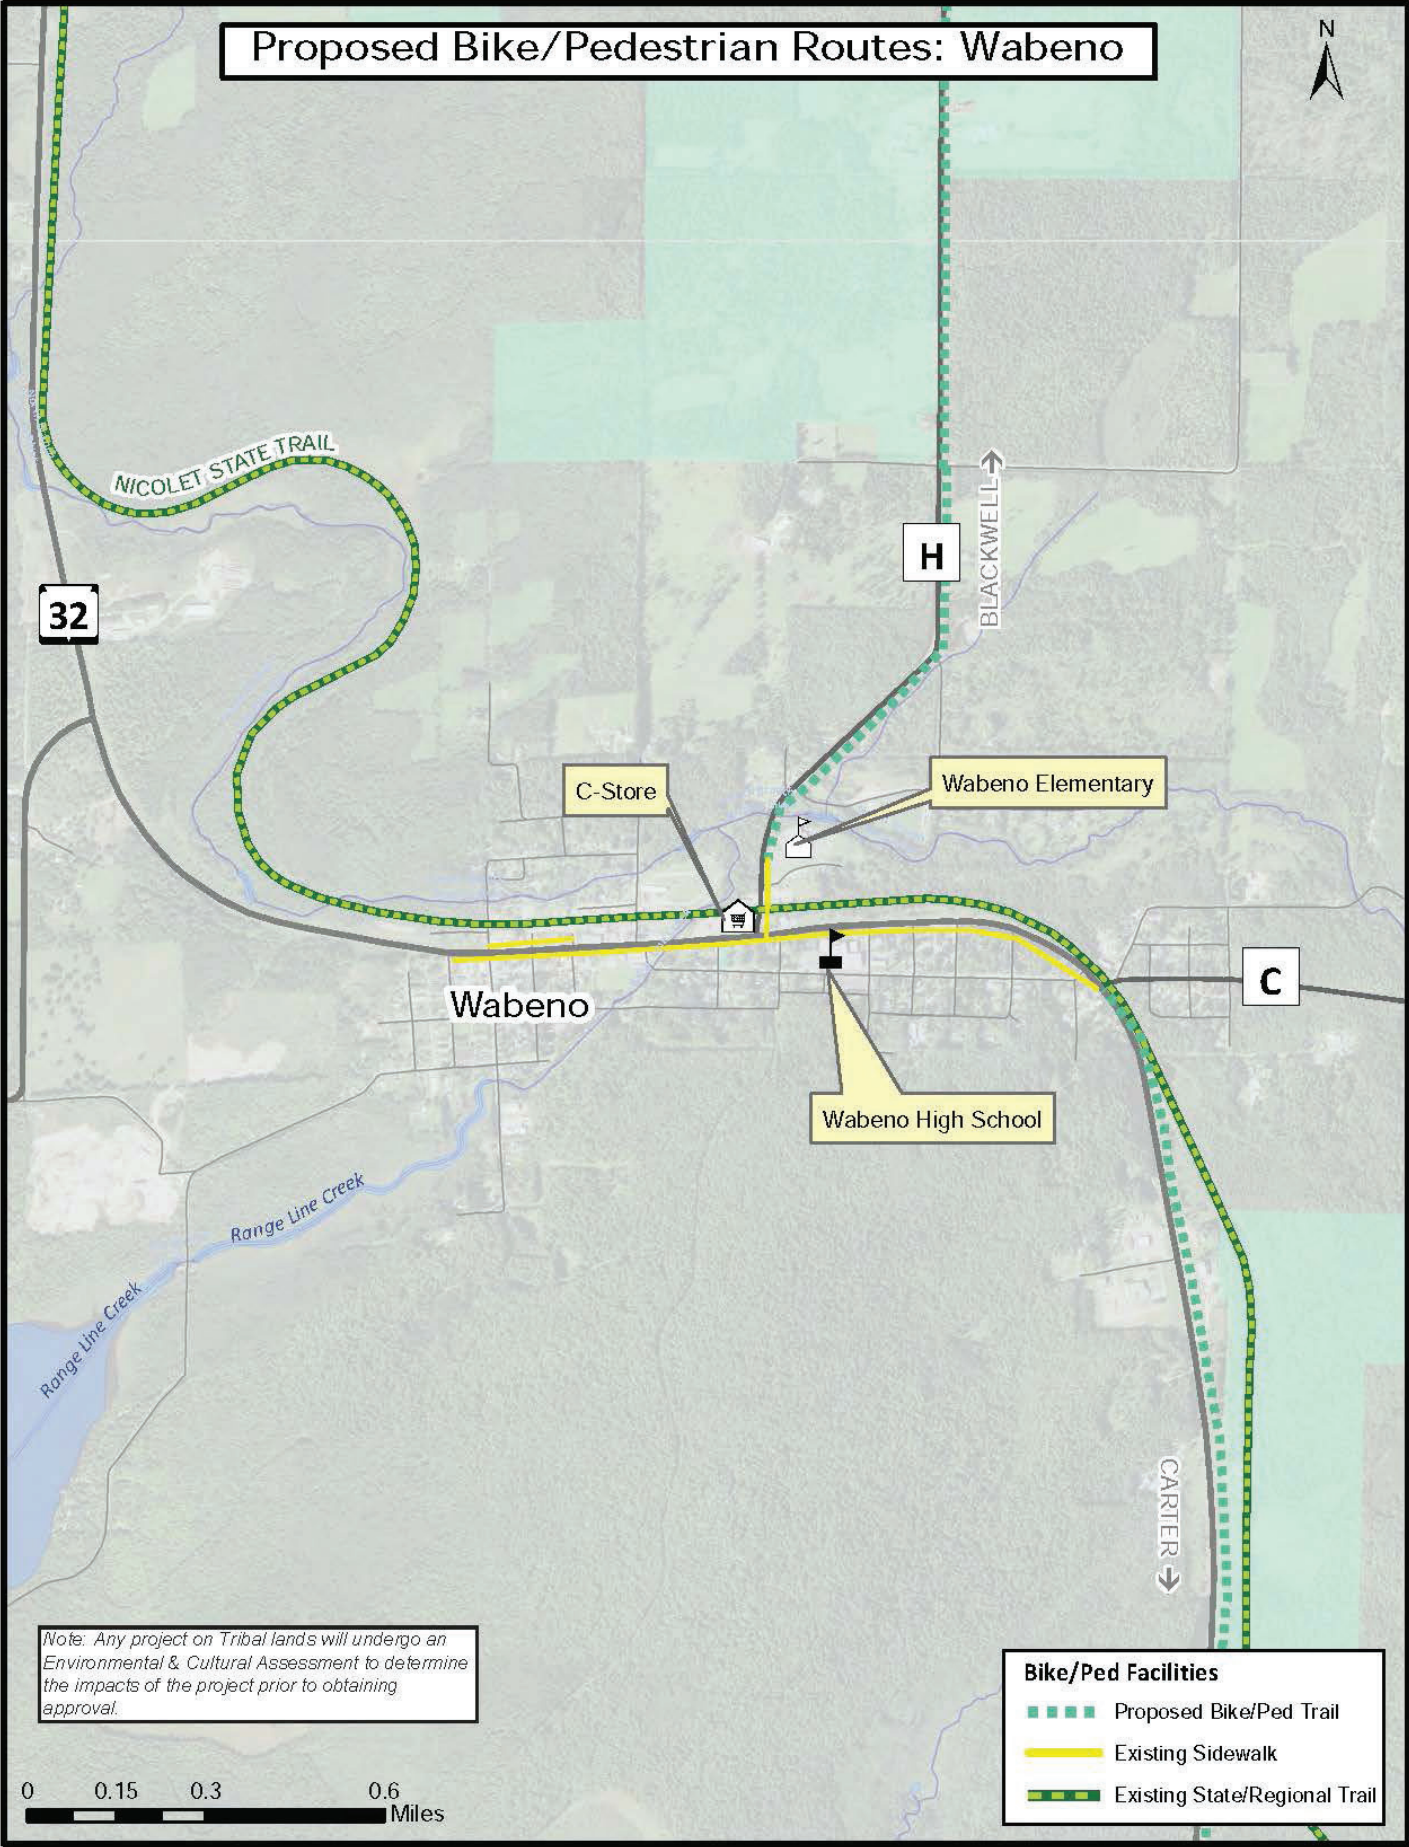 Proposed Bike/Pedestrian Routes: Wabeno
N
NICOLET STATE TRAIL
H
BLACKWELL
32
C-Store
Wabeno Elementary
C
Wabeno
Wabeno High School
Range Line Creek
Range Line Creek
CARTER
Note: Any project on Tribal lands will undergo an
Environmental & Cultural Assessment to determine
the impacts of the project prior to obtaining
approval.
Bike/Ped Facilities
Proposed Bike/Ped Trail
Existing Sidewalk
Existing State/Regional Trail
0 0.15 0.3 0.6
Miles